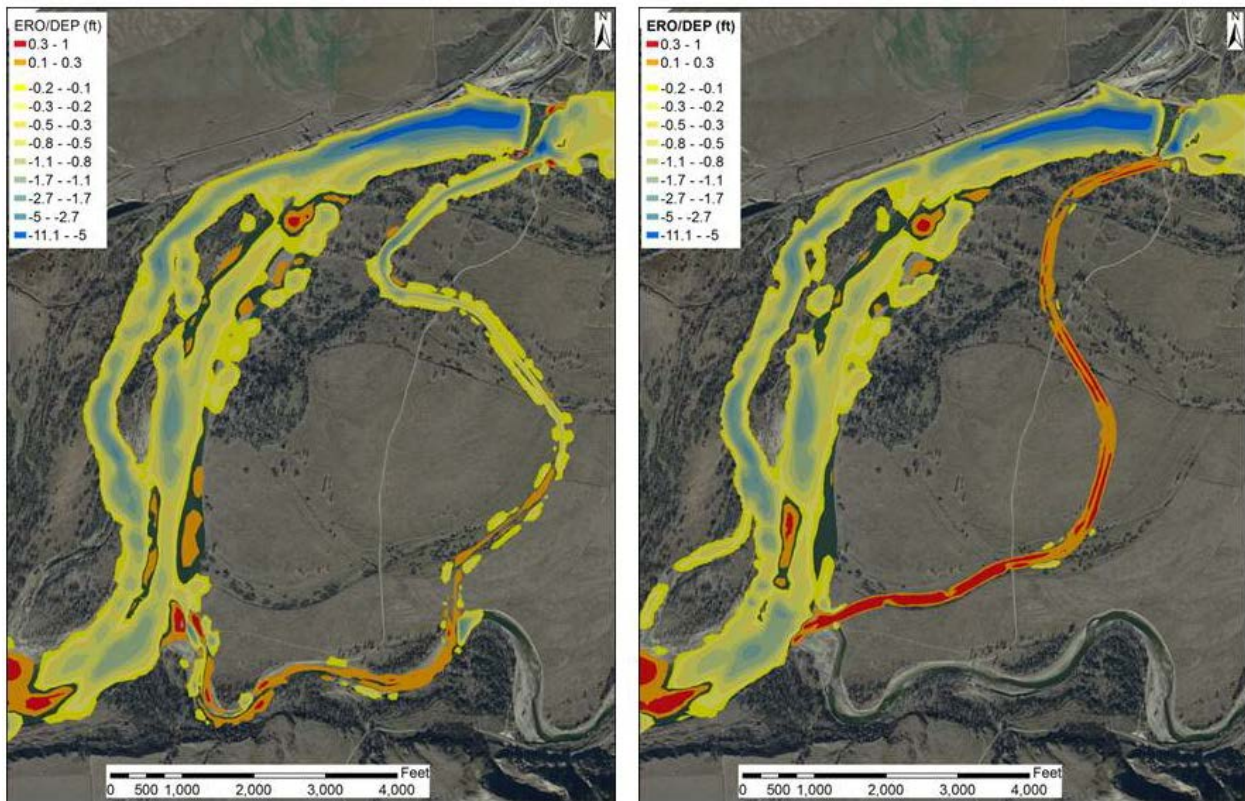 ERO/DEP (ft)
0.3 - 1
0.1 - 0.3
-0.2 - -0.1
-0.3 - -0.2
-0.5 - -0.3
-0.8 - -0.5
-1.1 - -0.8
-1.7 - -1.1
-2.7 - -1.7
-5 - -2.7
-11.1 - -5
N
Feet
0 500 1,000 2,000 3,000 4,000
ERO/DEP (ft)
0.3 - 1
0.1 - 0.3
-0.2 - -0.1
-0.3 - -0.2
-0.5 - -0.3
-0.8 - -0.5
-1.1 - -0.8
-1.7 - -1.1
-2.7 - -1.7
-5 - -2.7
-11.1 - -5
N
Feet
0 500 1,000 2,000 3,000 4,000